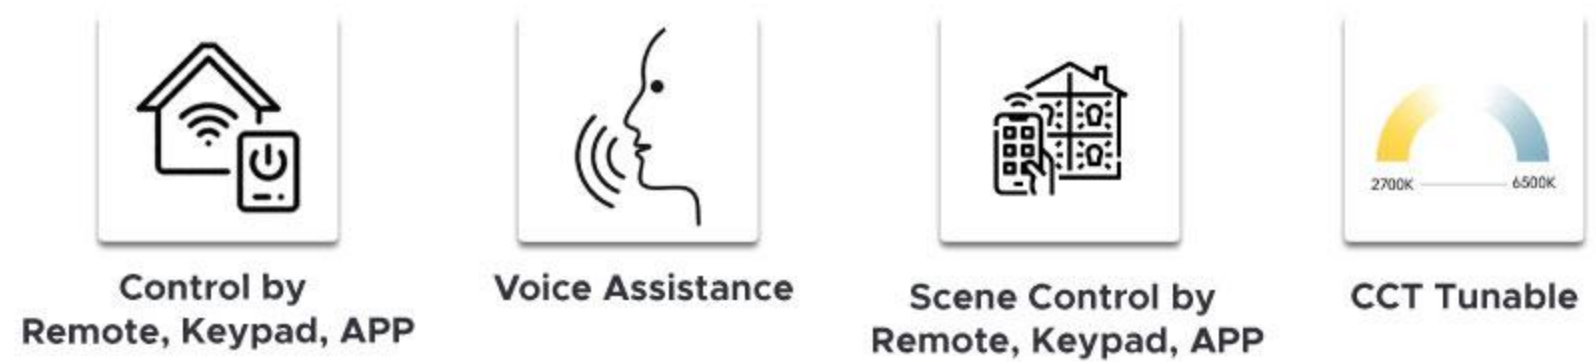 Control by
Remote, Keypad, APP
Voice Assistance
Scene Control by
Remote, Keypad, APP
2700K
6500K
CCT Tunable